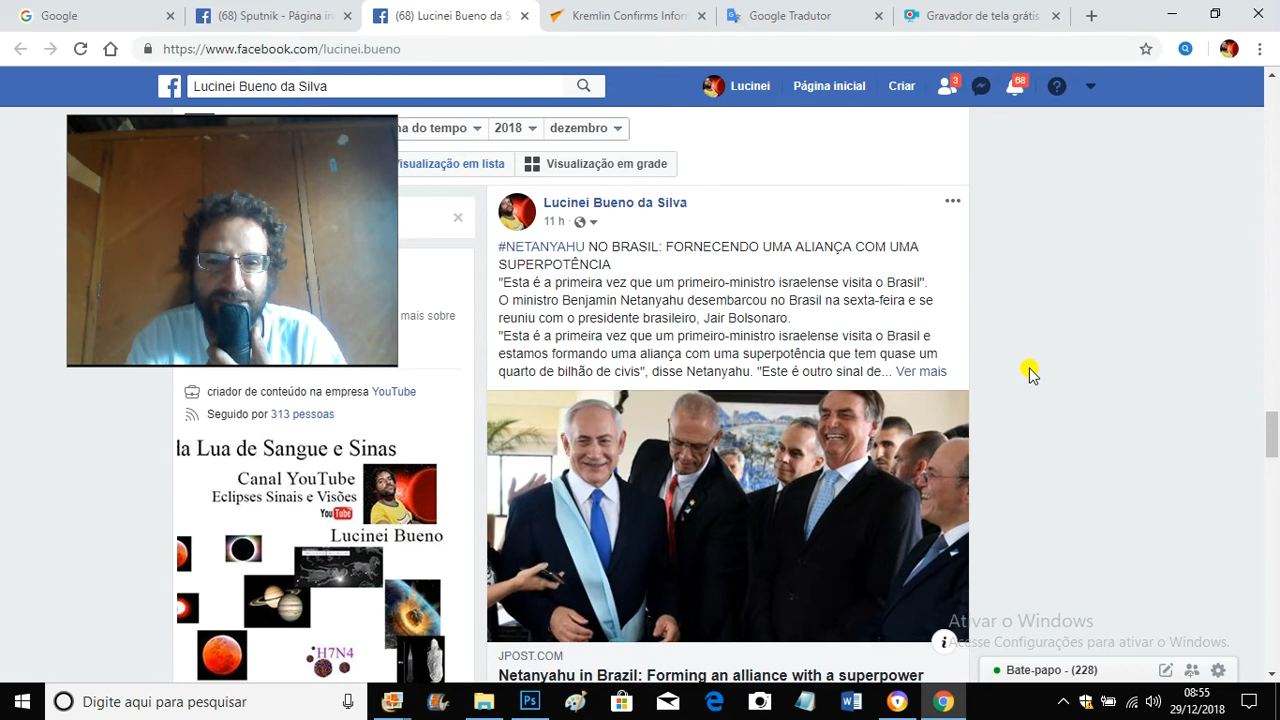 Google
(68) Sputnik - Página in
(68) Lucinei Bueno da S
Kremlin Confirms Inform
Google Tradutor
Gravador de tela grátis
https://www.facebook.com/lucinei.bueno
Lucinei Bueno da Silva
Lucinei
Página inicial
Criar
3
68
na do tempo
2018
dezembro
Visualização em lista
Visualização em grade
Lucinei Bueno da Silva
11 h ·
#NETANYAHU NO BRASIL: FORNECENDO UMA ALIANÇA COM UMA
SUPERPOTÊNCIA
"Esta é a primeira vez que um primeiro-ministro israelense visita o Brasil".
O ministro Benjamin Netanyahu desembarcou no Brasil na sexta-feira e se
reuniu com o presidente brasileiro, Jair Bolsonaro.
"Esta é a primeira vez que um primeiro-ministro israelense visita o Brasil e
estamos formando uma aliança com uma superpotência que tem quase um
quarto de bilhão de civis", disse Netanyahu. "Este é outro sinal de... Ver mais
mais sobre
criador de conteúdo na empresa YouTube
Seguido por 313 pessoas
da Lua de Sangue e Sinas
Canal YouTube
Eclipses Sinais e Visões
YouTube
Lucinei Bueno
H7N4
JPOST.COM
Netanyahu in Brazil: Forming an alliance with a superpower
Ativar o Windows
Acesse Configurações para ativar o Windows.
Bate-papo - (228)
Digite aqui para pesquisar
08:55
29/12/2018